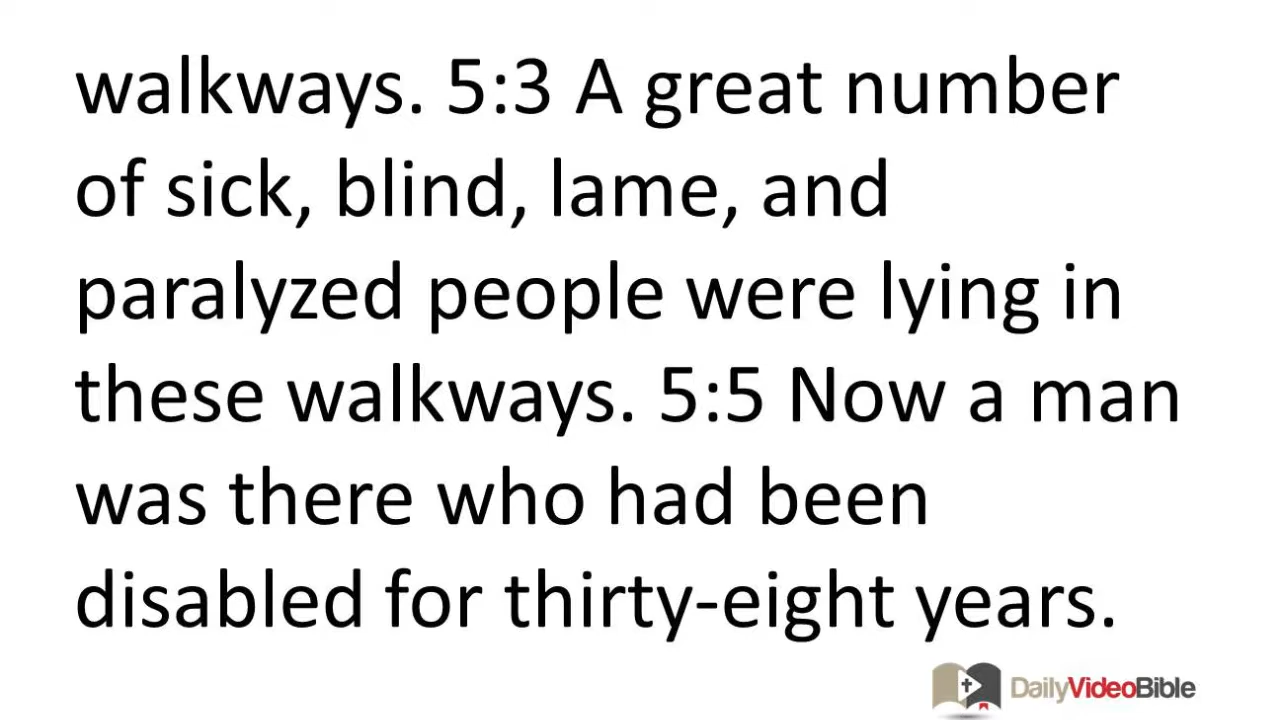 walkways. 5:3 A great number
of sick, blind, lame, and
paralyzed people were lying in
these walkways. 5:5 Now a man
was there who had been
disabled for thirty-eight years.
DailyVideoBible